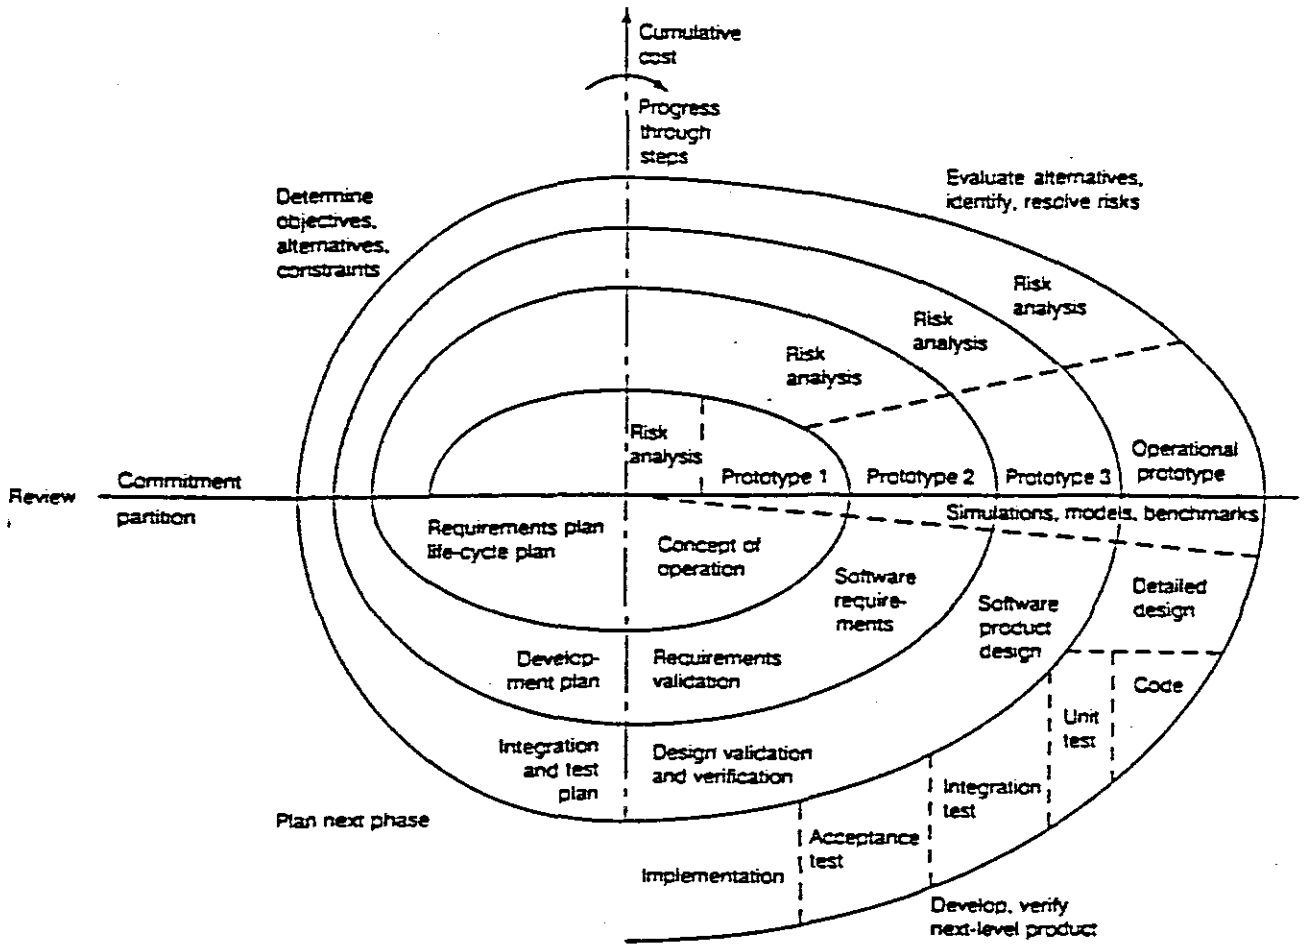 Cumulative
cost
Progress
through
steps
Determine
objectives,
alternatives,
constraints
Evaluate alternatives,
identify, resolve risks
Risk
analysis
Risk
analysis
Risk
analysis
Risk
analysis
Prototype 1
Prototype 2
Prototype 3
Operational
prototype
Review
Commitment
partition
Simulations, models, benchmarks
Requirements plan
life-cycle plan
Concept of
operation
Software
require-
ments
Software
product
design
Detailed
design
Develop-
ment plan
Requirements
validation
Code
Unit
test
Integration
and test
plan
Design validation
and verification
Integration
test
Plan next phase
Acceptance
test
Implementation
Develop, verify
next-level product